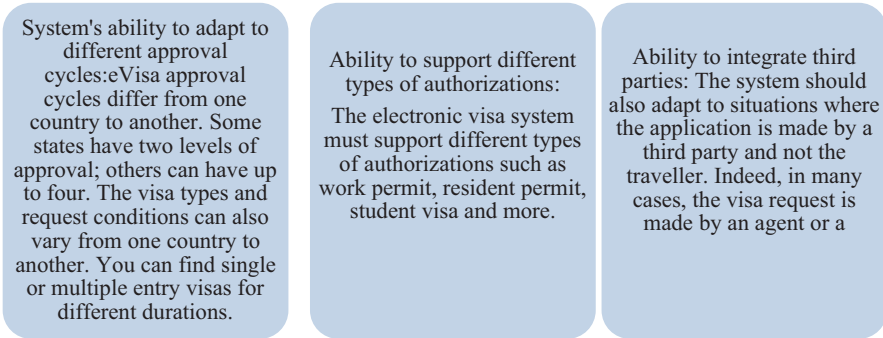 System's ability to adapt to
different approval
cycles:eVisa approval
cycles differ from one
country to another. Some
states have two levels of
approval; others can have up
to four. The visa types and
request conditions can also
vary from one country to
another. You can find single
or multiple entry visas for
different durations.
Ability to support different
types of authorizations:
The electronic visa system
must support different types
of authorizations such as
work permit, resident permit,
student visa and more.
Ability to integrate third
parties: The system should
also adapt to situations where
the application is made by a
third party and not the
traveller. Indeed, in many
cases, the visa request is
made by an agent or a